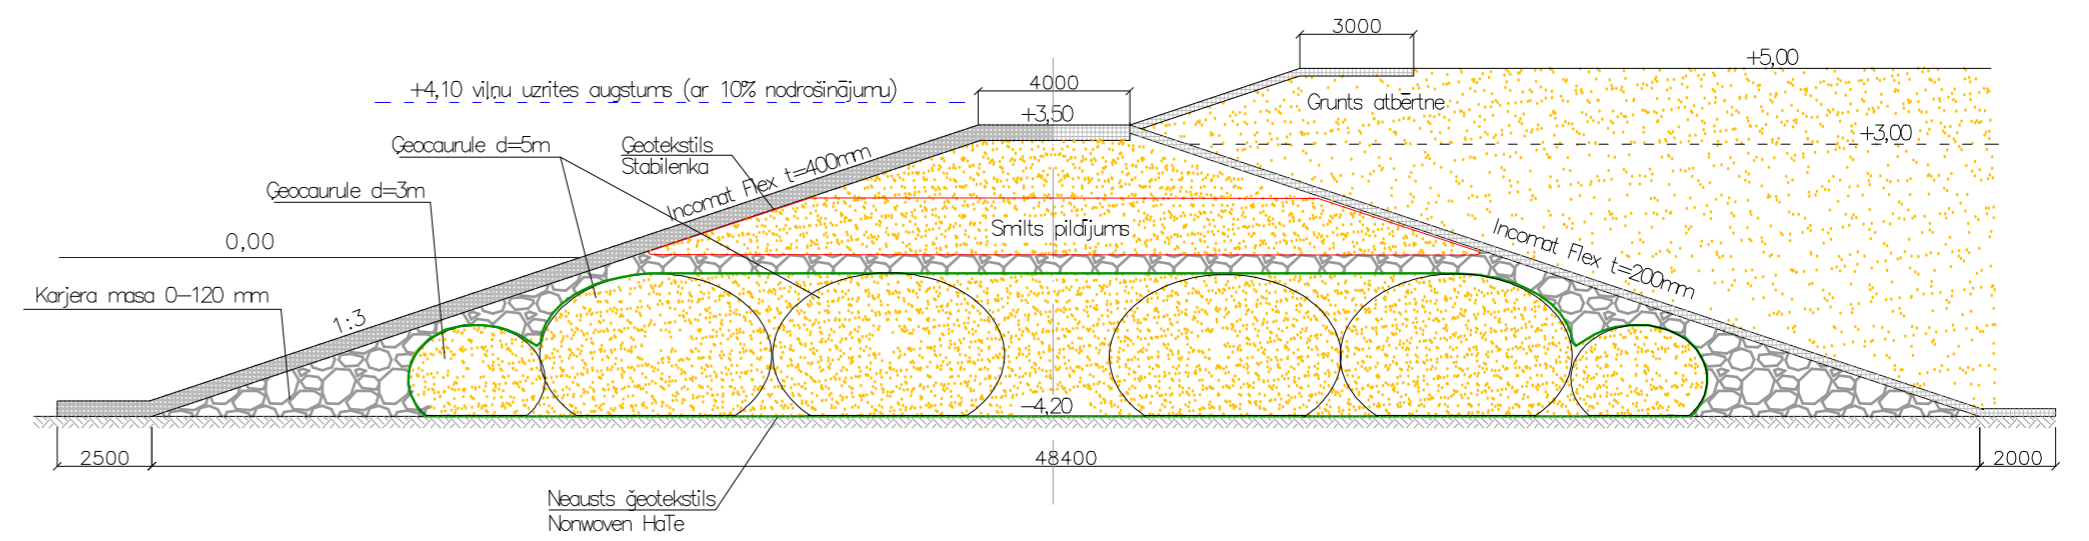 3000
+5,00
+4,10 viļņu uzrites augstums (ar 10% nodrošinājumu)
4000
Grunts atbērtne
+3,50
+3,00
Ģeocaurule d=5m
Ģeotekstils
Stabilenka
Incomat Flex t=400mm
Ģeocaurule d=3m
Smilts pildījums
Incomat Flex t=200mm
0,00
Karjera masa 0-120 mm
1:3
-4,20
2500
48400
2000
Neausts ģeotekstils
Nonwoven HaTe